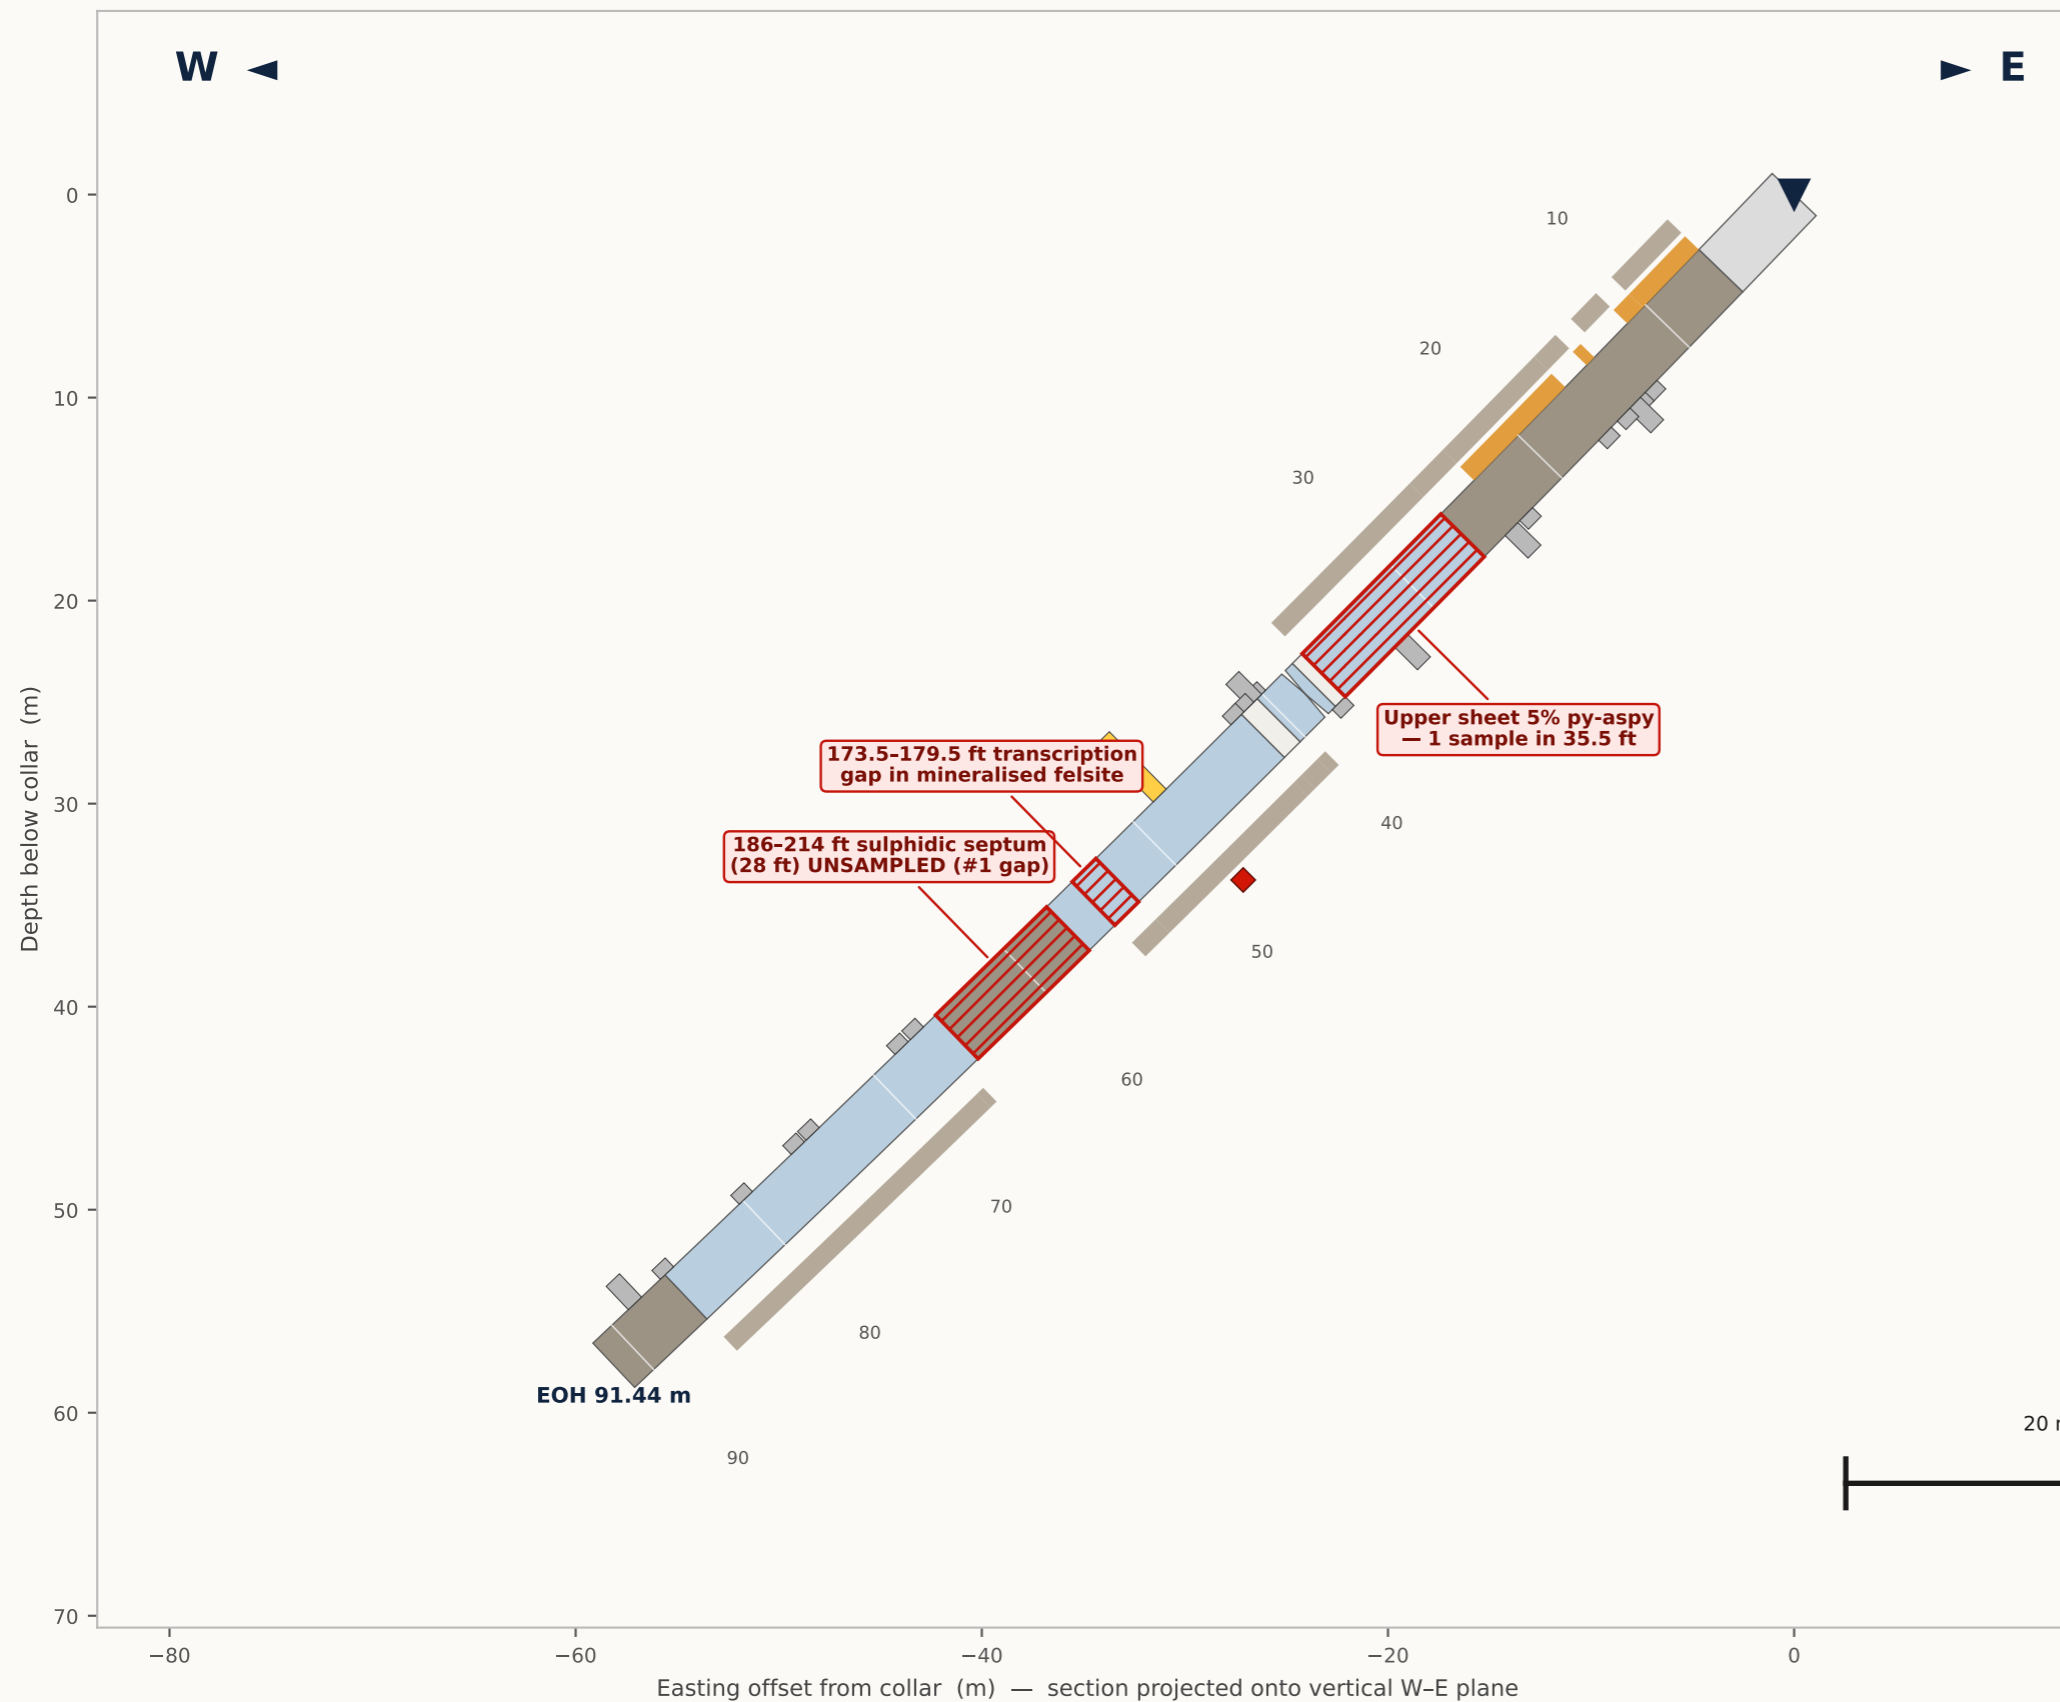 W ◄
► E
0
10
20
30
40
50
60
70
Depth below collar (m)
10
20
30
40
50
60
70
80
90
173.5–179.5 ft transcription
gap in mineralised felsite
186–214 ft sulphidic septum
(28 ft) UNSAMPLED (#1 gap)
Upper sheet 5% py-aspy
— 1 sample in 35.5 ft
EOH 91.44 m
20
−80
−60
−40
−20
0
Easting offset from collar (m) — section projected onto vertical W–E plane